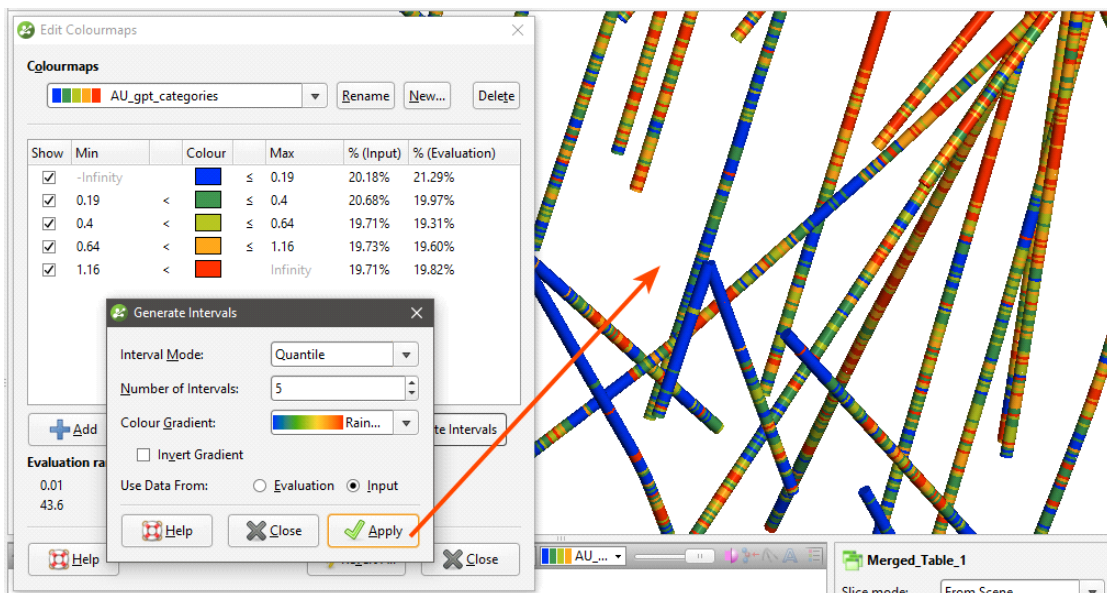 Edit Colourmaps
Colourmaps
AU_gpt_categories Rename New... Delete
Show Min Colour Max % (Input) % (Evaluation)
-Infinity ≤ 0.19 20.18% 21.29%
0.19 < ≤ 0.4 20.68% 19.97%
0.4 < ≤ 0.64 19.71% 19.31%
0.64 < ≤ 1.16 19.73% 19.60%
1.16 < Infinity 19.71% 19.82%
Generate Intervals
Interval Mode: Quantile
Number of Intervals: 5
Colour Gradient: Rain...
Invert Gradient
Use Data From: Evaluation Input
Help Close Apply
Add te Intervals
Evaluation ra
0.01
43.6
Help Close
AU_...
Merged_Table_1
Slice mode: From Scene